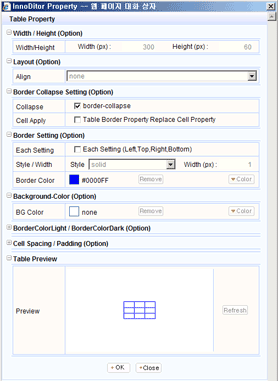 InnoDitor Property -- 웹 페이지 대화 상자
Table Property
Width / Height (Option)
Width/Height Width (px) : 300 Height (px) : 60
Layout (Option)
Align none
Border Collapse Setting (Option)
Collapse border-collapse
Cell Apply Table Border Property Replace Cell Property
Border Setting (Option)
Each Setting Each Setting (Left,Top,Right,Bottom)
Style / Width Style solid Width (px) : 1
Border Color #0000FF Remove Color
Background-Color (Option)
BG Color none Remove Color
BorderColorLight / BorderColorDark (Option)
Cell Spacing / Padding (Option)
Table Preview
Preview Refresh
OK Close